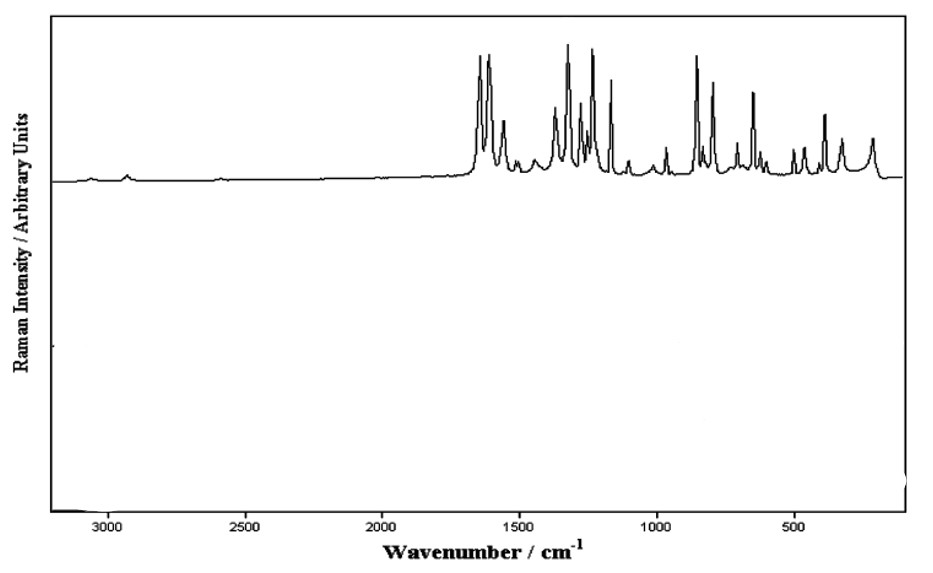 Raman Intensity / Arbitrary Units
3000 2500 2000 1500 1000 500
Wavenumber / cm-1